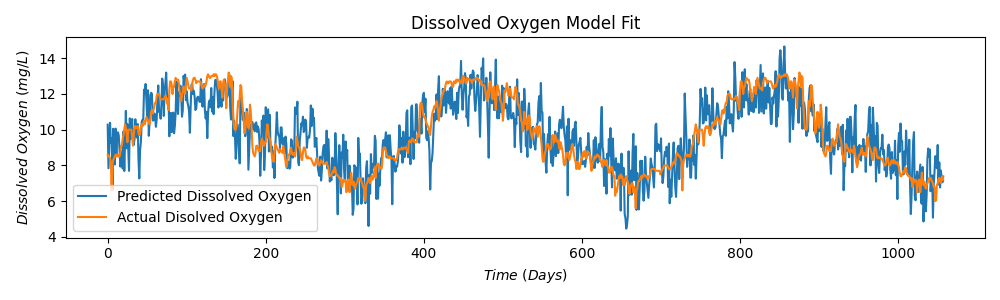 Dissolved Oxygen Model Fit
Dissolved Oxygen (mg/L)
14
12
10
8
6
4
Predicted Dissolved Oxygen
Actual Disolved Oxygen
0 200 400 600 800 1000
Time (Days)